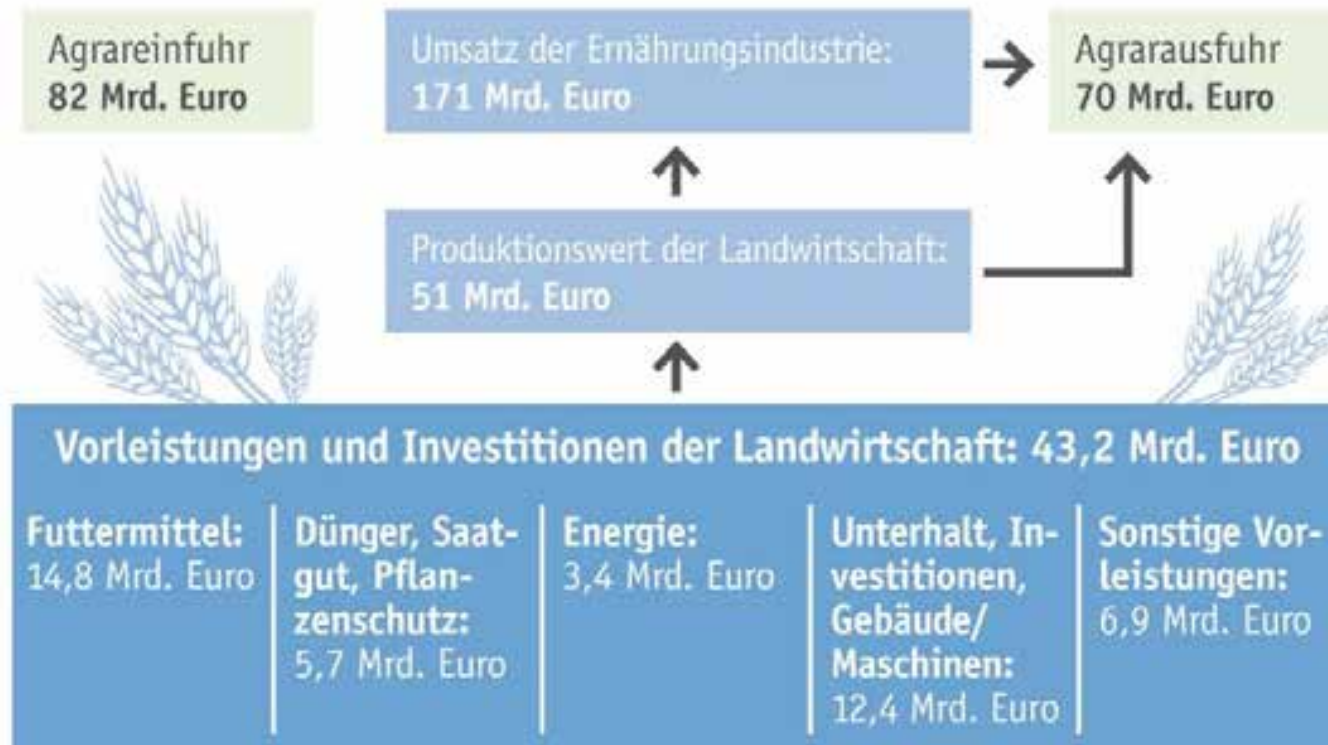 Agrareinfuhr
82 Mrd. Euro
Umsatz der Ernährungsindustrie:
171 Mrd. Euro
Agrarausfuhr
70 Mrd. Euro
Produktionswert der Landwirtschaft:
51 Mrd. Euro
Vorleistungen und Investitionen der Landwirtschaft: 43,2 Mrd. Euro
Futtermittel:
14,8 Mrd. Euro
Dünger, Saat-
gut, Pflan-
zenschutz:
5,7 Mrd. Euro
Energie:
3,4 Mrd. Euro
Unterhalt, In-
vestitionen,
Gebäude/
Maschinen:
12,4 Mrd. Euro
Sonstige Vor-
leistungen:
6,9 Mrd. Euro